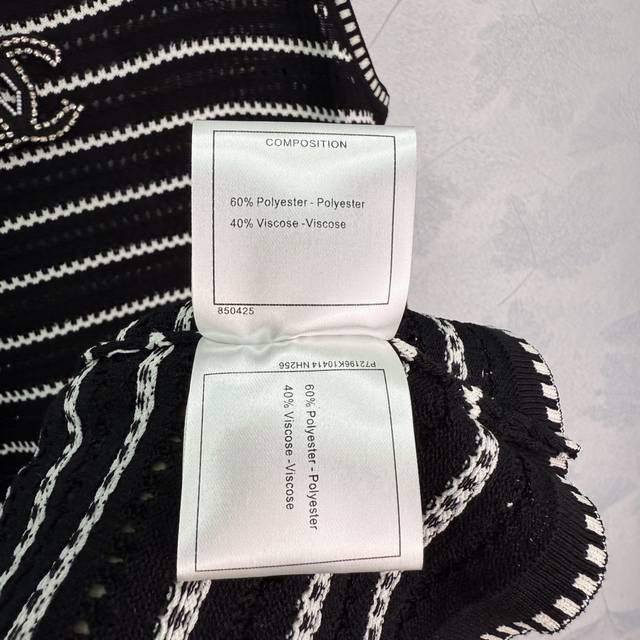 COMPOSITION
60% Polyester - Polyester
40% Viscose -Viscose
850425
P72196K10414 NH256
60% Polyester - Polyester
40% Viscose -Viscose